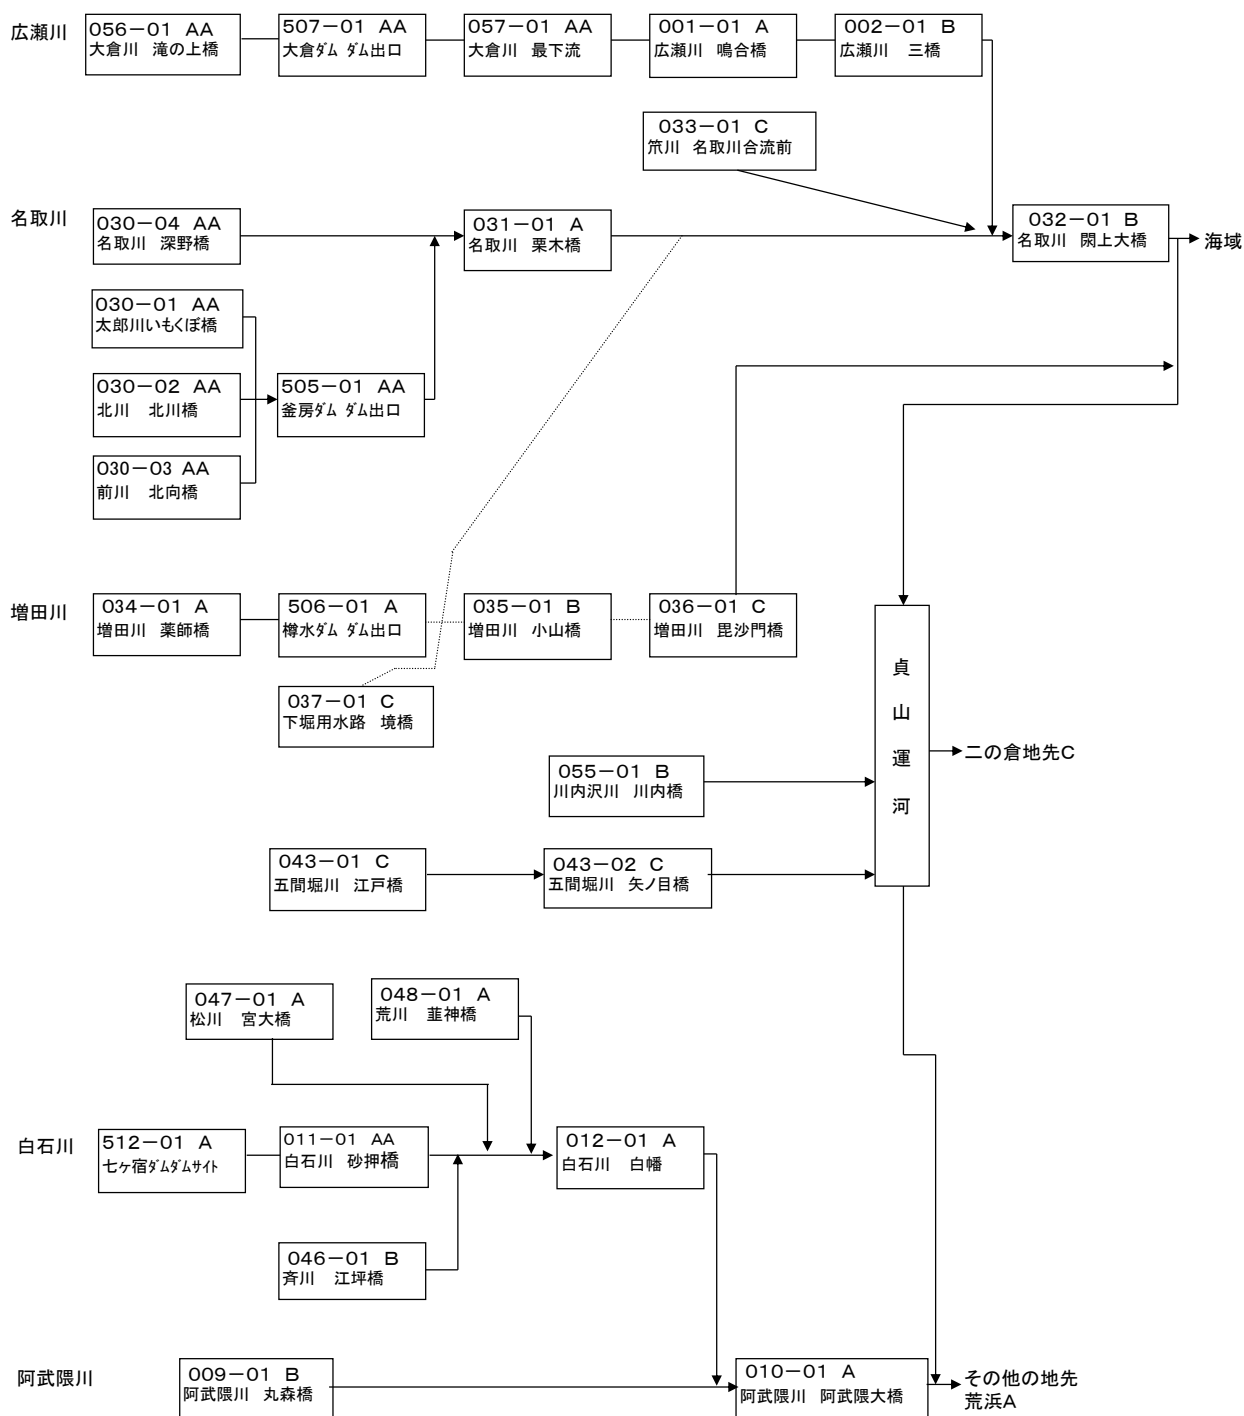 広瀬川
056－01 AA
大倉川 滝の上橋
507－01 AA
大倉ダム ダム出口
057－01 AA
大倉川 最下流
001－01 A
広瀬川 鳴合橋
002－01 B
広瀬川 三橋
033－01 C
笊川 名取川合流前
名取川
030－04 AA
名取川 深野橋
031－01 A
名取川 栗木橋
032－01 B
名取川 閖上大橋
海域
030－01 AA
太郎川いもくぼ橋
030－02 AA
北川 北川橋
505－01 AA
釜房ダム ダム出口
030－03 AA
前川 北向橋
増田川
034－01 A
増田川 薬師橋
506－01 A
樽水ダム ダム出口
035－01 B
増田川 小山橋
036－01 C
増田川 毘沙門橋
貞山運河
037－01 C
下堀用水路 境橋
二の倉地先C
055－01 B
川内沢川 川内橋
043－01 C
五間堀川 江戸橋
043－02 C
五間堀川 矢ノ目橋
047－01 A
松川 宮大橋
048－01 A
荒川 韮神橋
白石川
512－01 A
七ヶ宿ダムダムサイト
011－01 AA
白石川 砂押橋
012－01 A
白石川 白幡
046－01 B
斉川 江坪橋
阿武隈川
009－01 B
阿武隈川 丸森橋
010－01 A
阿武隈川 阿武隈大橋
その他の地先
荒浜A